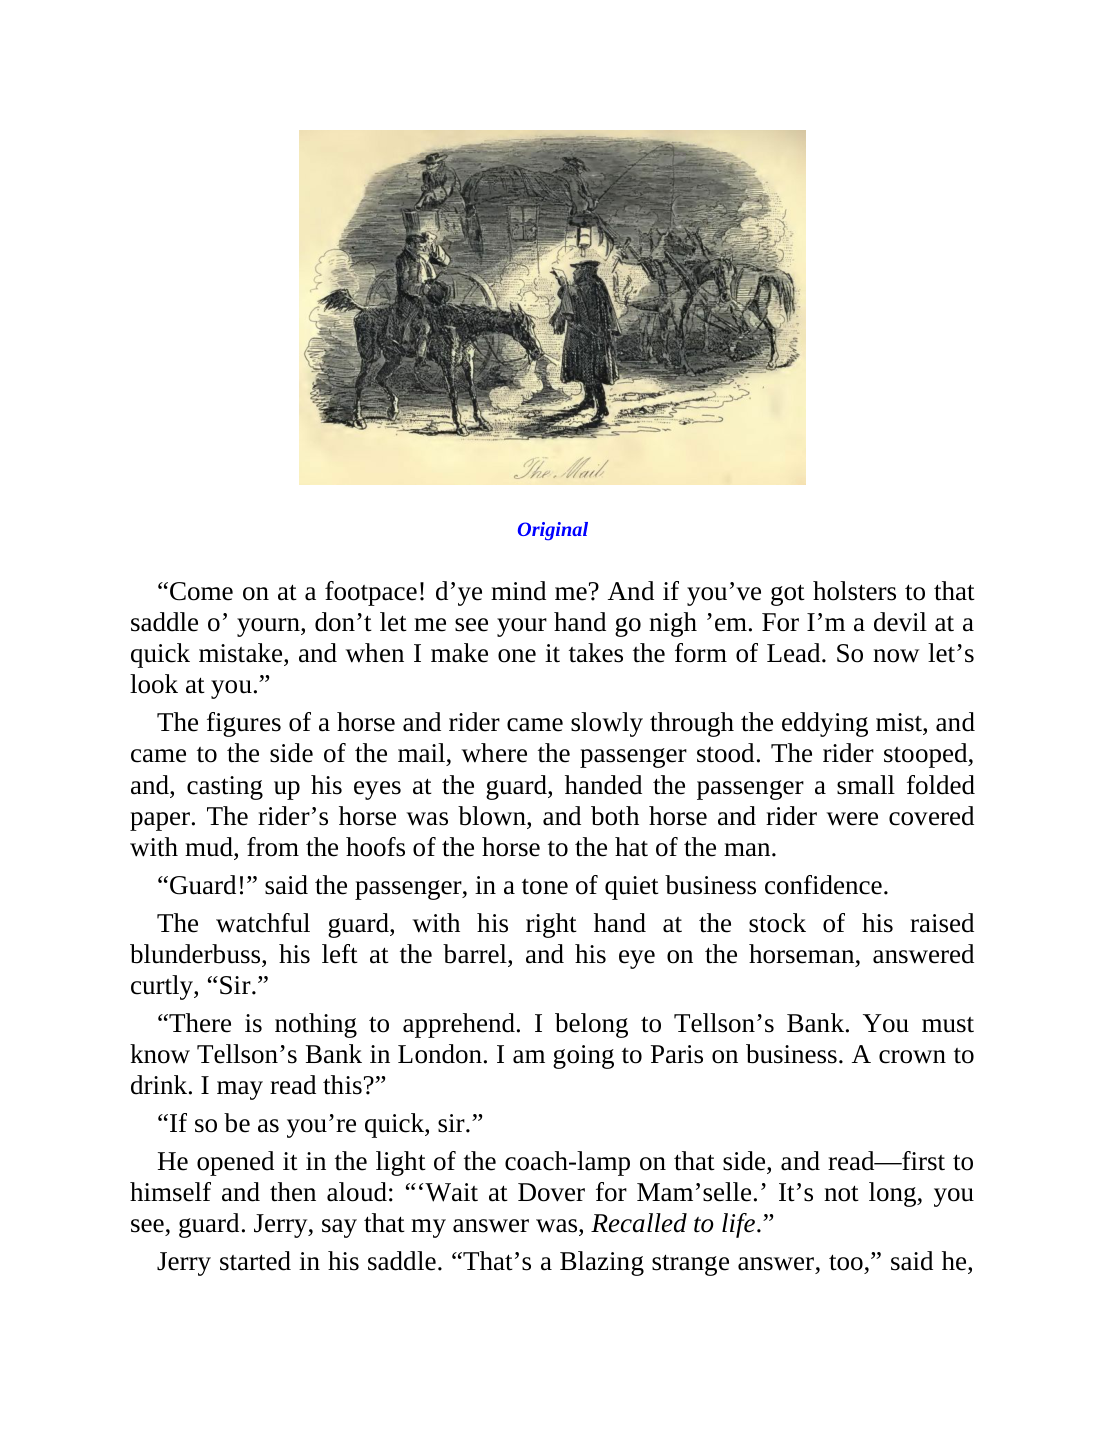 The Mail.
Original
“Come on at a footpace! d’ye mind me? And if you’ve got holsters to that
saddle o’ yourn, don’t let me see your hand go nigh ’em. For I’m a devil at a
quick mistake, and when I make one it takes the form of Lead. So now let’s
look at you.”
The figures of a horse and rider came slowly through the eddying mist, and
came to the side of the mail, where the passenger stood. The rider stooped,
and, casting up his eyes at the guard, handed the passenger a small folded
paper. The rider’s horse was blown, and both horse and rider were covered
with mud, from the hoofs of the horse to the hat of the man.
“Guard!” said the passenger, in a tone of quiet business confidence.
The watchful guard, with his right hand at the stock of his raised
blunderbuss, his left at the barrel, and his eye on the horseman, answered
curtly, “Sir.”
“There is nothing to apprehend. I belong to Tellson’s Bank. You must
know Tellson’s Bank in London. I am going to Paris on business. A crown to
drink. I may read this?”
“If so be as you’re quick, sir.”
He opened it in the light of the coach-lamp on that side, and read—first to
himself and then aloud: “‘Wait at Dover for Mam’selle.’ It’s not long, you
see, guard. Jerry, say that my answer was, Recalled to life.”
Jerry started in his saddle. “That’s a Blazing strange answer, too,” said he,